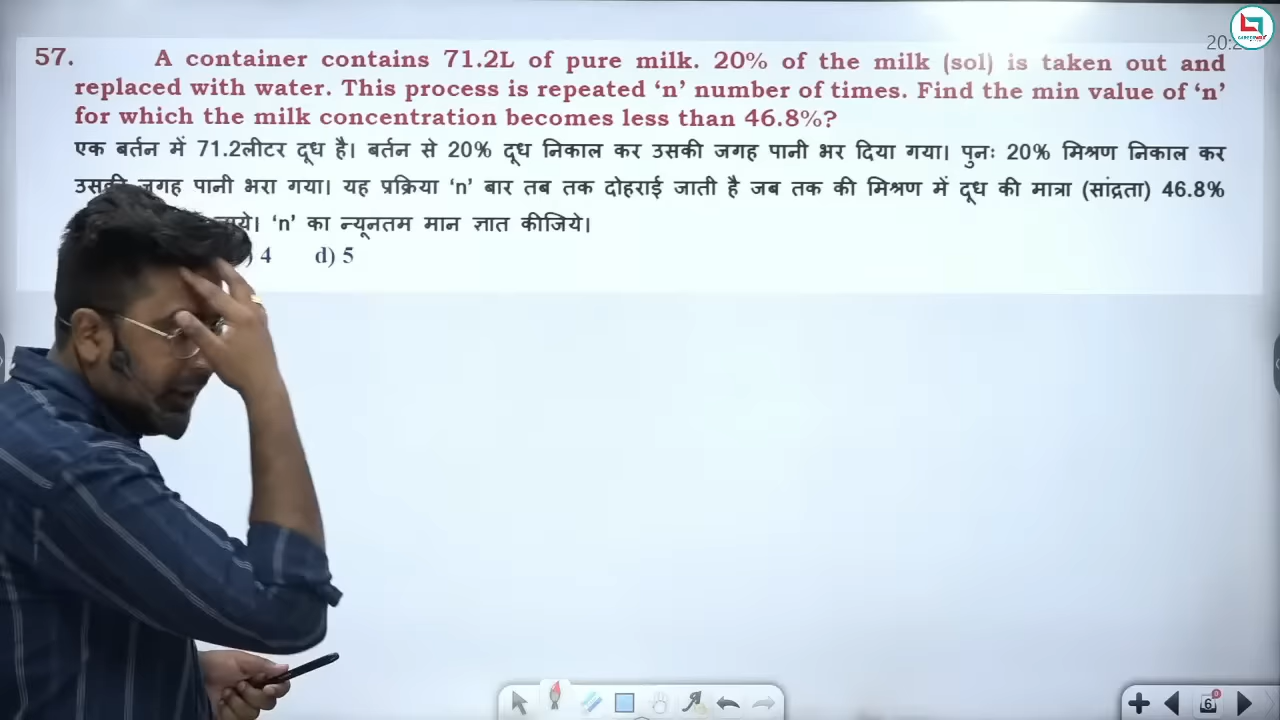 20:2
57. A container contains 71.2L of pure milk. 20% of the milk (sol) is taken out and
replaced with water. This process is repeated ‘n’ number of times. Find the min value of ‘n’
for which the milk concentration becomes less than 46.8%?
एक बर्तन में 71.2लीटर दूध है। बर्तन से 20% दूध निकाल कर उसकी जगह पानी भर दिया गया। पुनः 20% मिश्रण निकाल कर
उसकी जगह पानी भरा गया। यह प्रक्रिया ‘n’ बार तब तक दोहराई जाती है जब तक की मिश्रण में दूध की मात्रा (सांद्रता) 46.8%
‘n’ का न्यूनतम मान ज्ञात कीजिये।
) 4 d) 5
6